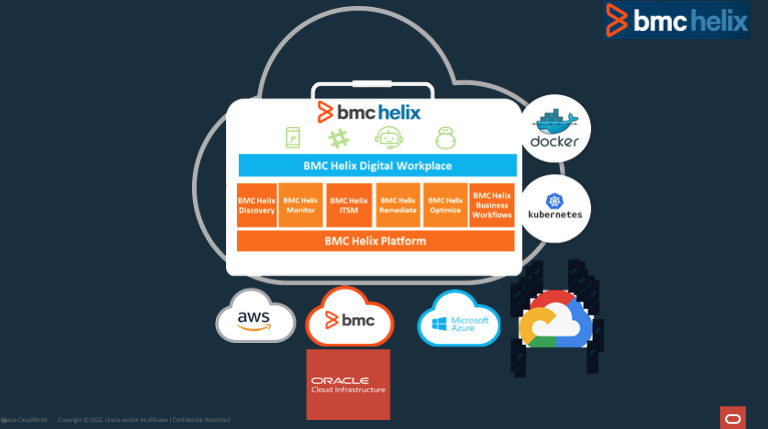 bmc helix
bmc helix
docker
BMC Helix Digital Workplace
BMC Helix
Discovery
BMC Helix
Monitor
BMC Helix
ITSM
BMC Helix
Remediate
BMC Helix
Optimize
BMC Helix
Business
Workflows
kubernetes
BMC Helix Platform
aws
bmc
Microsoft
Azure
ORACLE
Cloud Infrastructure
Oracle CloudWorld Copyright © 2022, Oracle and/or its affiliates | Confidential: Restricted